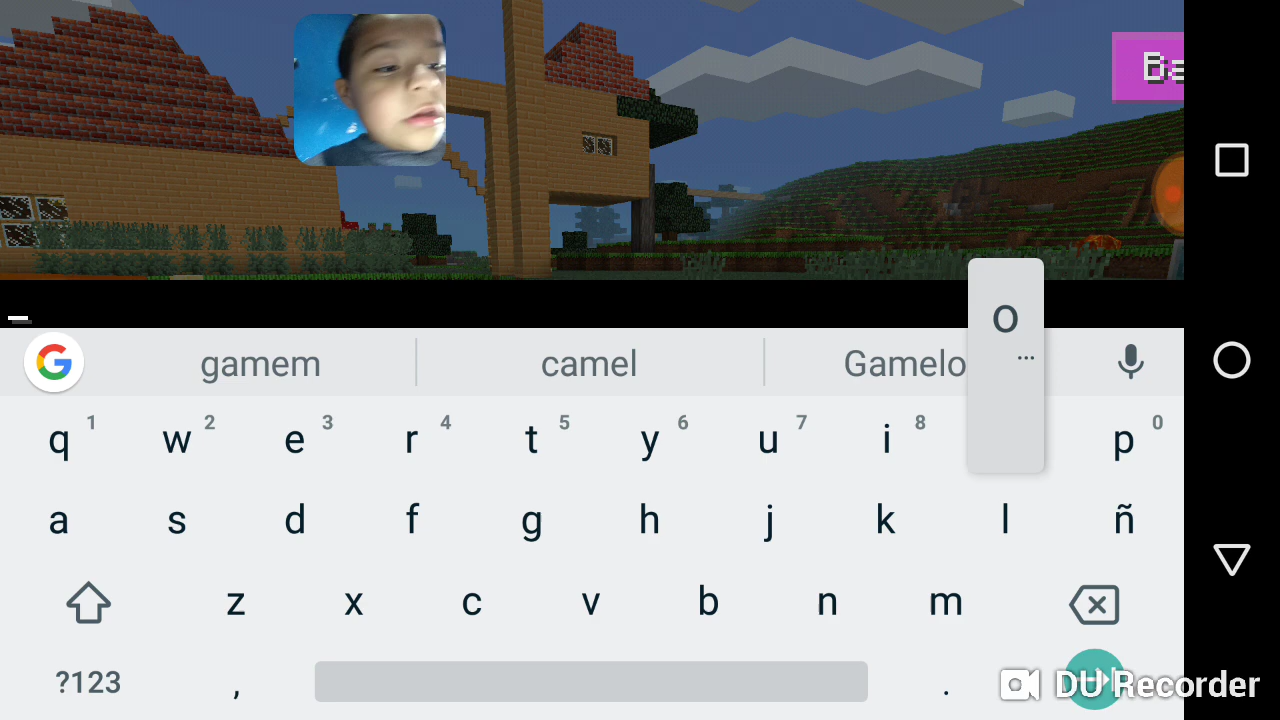 gamem camel Gamelo
o
...
q 1 w 2 e 3 r 4 t 5 y 6 u 7 i 8 p 0
a s d f g h j k l ñ
z x c v b n m
?123 , .
DU Recorder